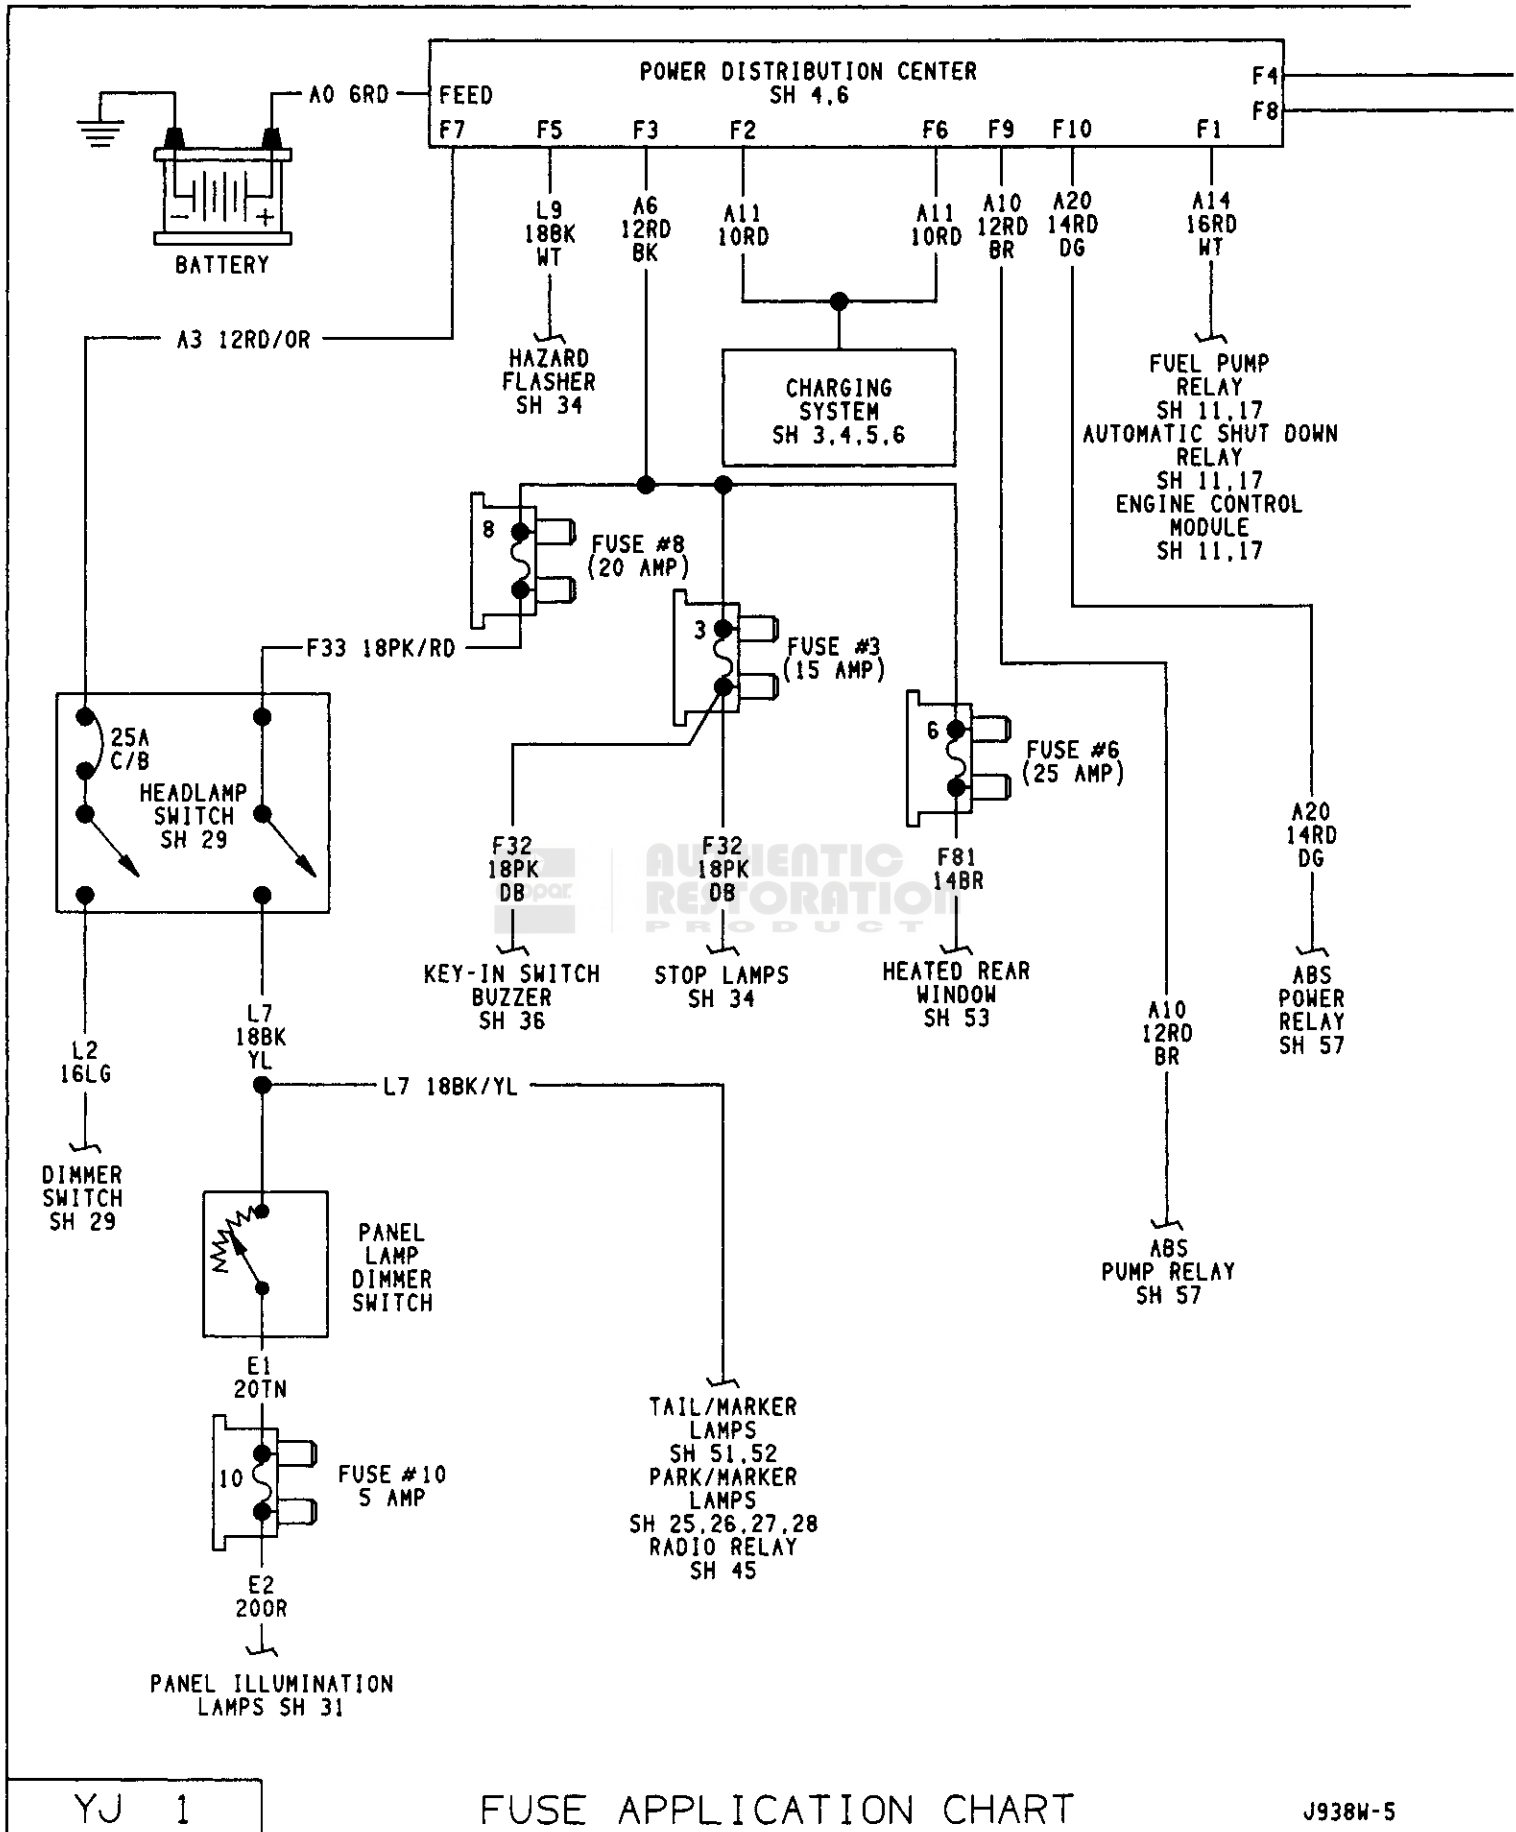 POWER DISTRIBUTION CENTER
SH 4,6
F4
F8
A0 6RD
FEED
F7
F5
F3
F2
F6
F9
F10
F1
-
+
BATTERY
L9
18BK
WT
A6
12RD
BK
A11
10RD
A11
10RD
A10
12RD
BR
A20
14RD
DG
A14
16RD
WT
A3 12RD/OR
HAZARD
FLASHER
SH 34
CHARGING
SYSTEM
SH 3,4,5,6
FUEL PUMP
RELAY
SH 11,17
AUTOMATIC SHUT DOWN
RELAY
SH 11,17
ENGINE CONTROL
MODULE
SH 11,17
8
FUSE #8
(20 AMP)
3
FUSE #3
(15 AMP)
F33 18PK/RD
6
FUSE #6
(25 AMP)
25A
C/B
HEADLAMP
SWITCH
SH 29
F32
18PK
DB
F32
18PK
DB
F81
14BR
A20
14RD
DG
mopar
AUTHENTIC
RESTORATION
PRODUCT
KEY-IN SWITCH
BUZZER
SH 36
STOP LAMPS
SH 34
HEATED REAR
WINDOW
SH 53
ABS
POWER
RELAY
SH 57
L7
18BK
YL
L2
16LG
A10
12RD
BR
L7 18BK/YL
DIMMER
SWITCH
SH 29
PANEL
LAMP
DIMMER
SWITCH
ABS
PUMP RELAY
SH 57
E1
20TN
TAIL/MARKER
LAMPS
SH 51,52
PARK/MARKER
LAMPS
SH 25,26,27,28
RADIO RELAY
SH 45
10
FUSE #10
5 AMP
E2
20OR
PANEL ILLUMINATION
LAMPS SH 31
YJ 1
FUSE APPLICATION CHART
J938W-5